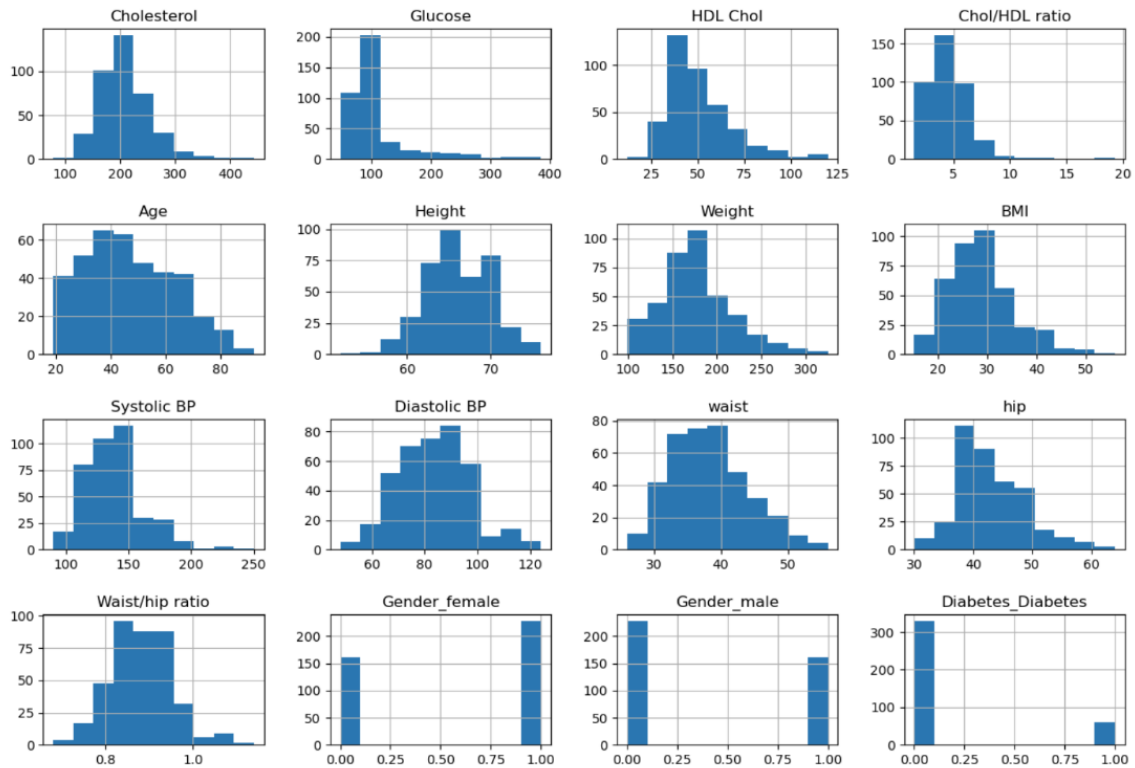 Cholesterol
100
50
0
100 200 300 400
Glucose
200
150
100
50
0
100 200 300 400
HDL Chol
100
50
0
25 50 75 100 125
Chol/HDL ratio
150
100
50
0
5 10 15 20
Age
60
40
20
0
20 40 60 80
Height
100
75
50
25
0
60 70
Weight
100
75
50
25
0
100 150 200 250 300
BMI
100
75
50
25
0
20 30 40 50
Systolic BP
100
75
50
25
0
100 150 200 250
Diastolic BP
80
60
40
20
0
60 80 100 120
waist
80
60
40
20
0
30 40 50
hip
100
75
50
25
0
30 40 50 60
Waist/hip ratio
100
75
50
25
0
0.8 1.0
Gender_female
200
150
100
50
0
0.00 0.25 0.50 0.75 1.00
Gender_male
200
150
100
50
0
0.00 0.25 0.50 0.75 1.00
Diabetes_Diabetes
300
200
100
0
0.00 0.25 0.50 0.75 1.00